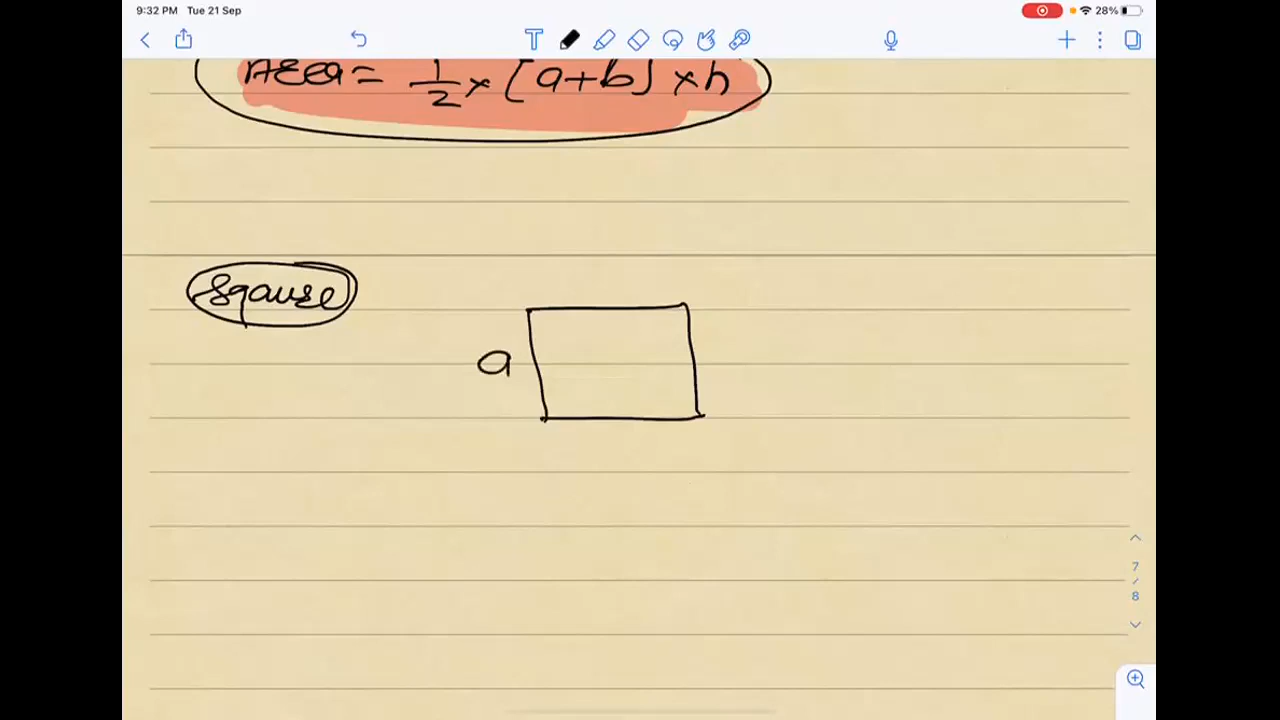 9:32 PM Tue 21 Sep
28%
Area = 1/2 × [a+b] × h
Sqause
a
7
/
8